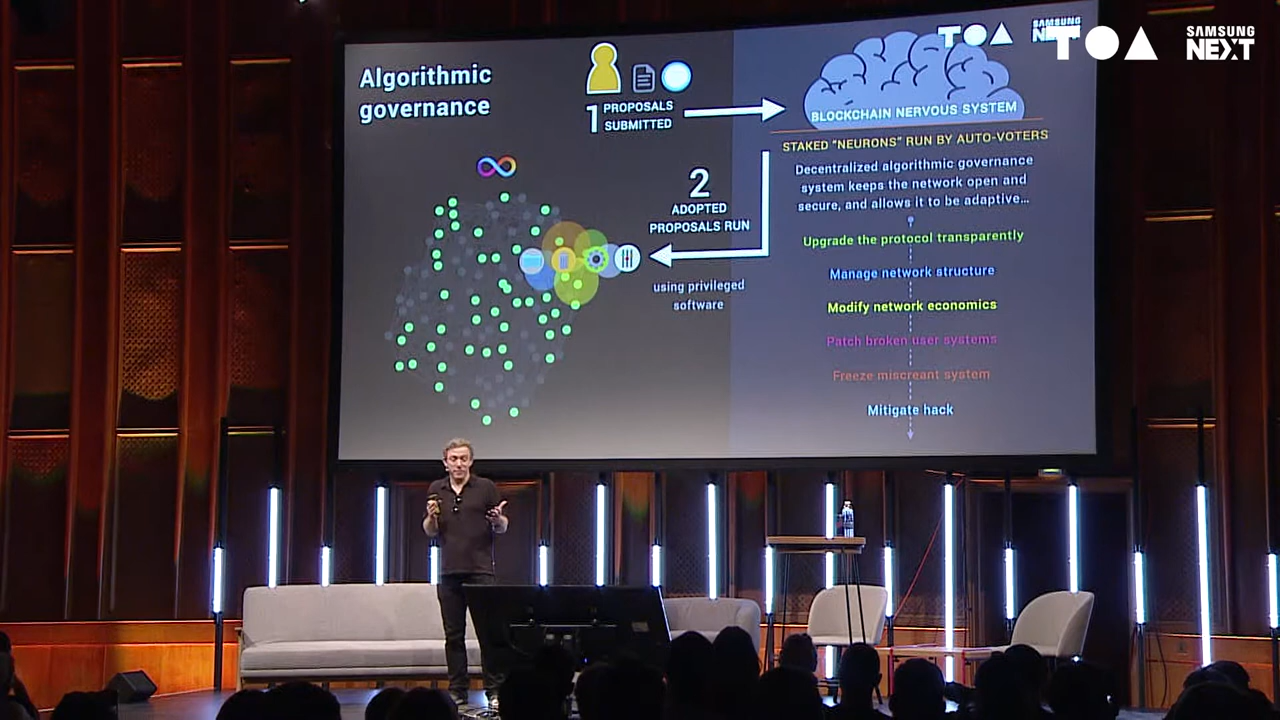 TOA
SAMSUNG
NEXT
TOA
SAMSUNG
Algorithmic
governance
1 PROPOSALS
SUBMITTED
BLOCKCHAIN NERVOUS SYSTEM
STAKED "NEURONS" RUN BY AUTO-VOTERS
Decentralized algorithmic governance
system keeps the network open and
secure, and allows it to be adaptive...
2
ADOPTED
PROPOSALS RUN
using privileged
software
Upgrade the protocol transparently
Manage network structure
Modify network economics
Patch broken user systems
Freeze miscreant system
Mitigate hack